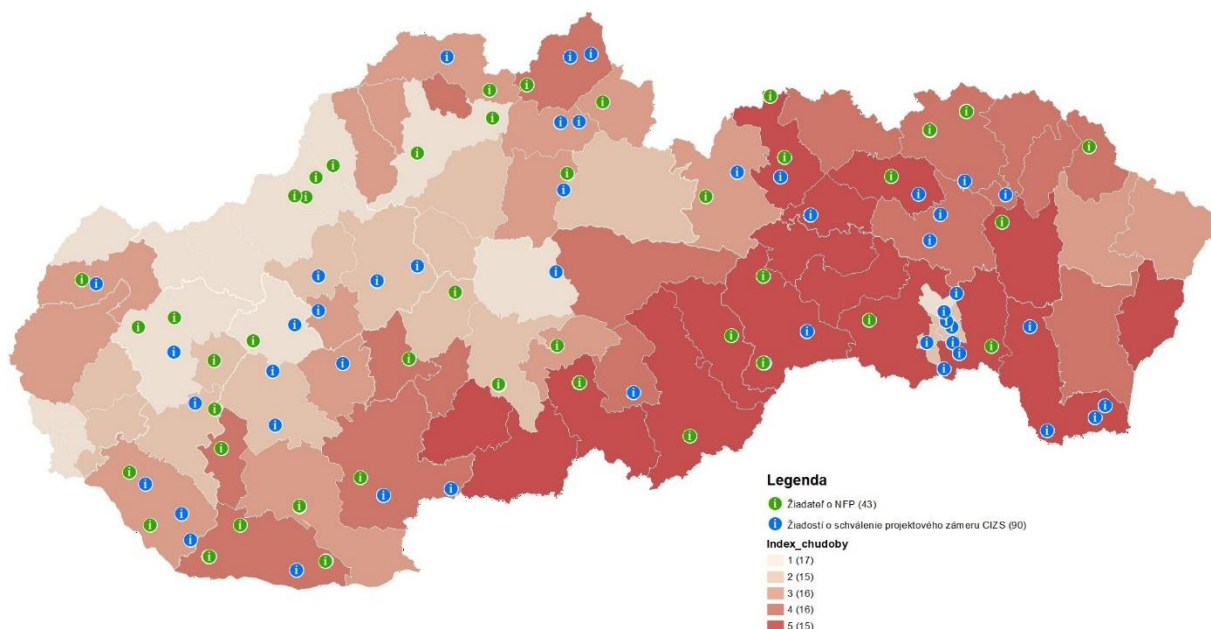 Legenda
Žiadateľ o NFP (43)
Žiadostí o schválenie projektového zámeru CIZS (90)
Index_chudoby
1 (17)
2 (15)
3 (16)
4 (16)
5 (15)